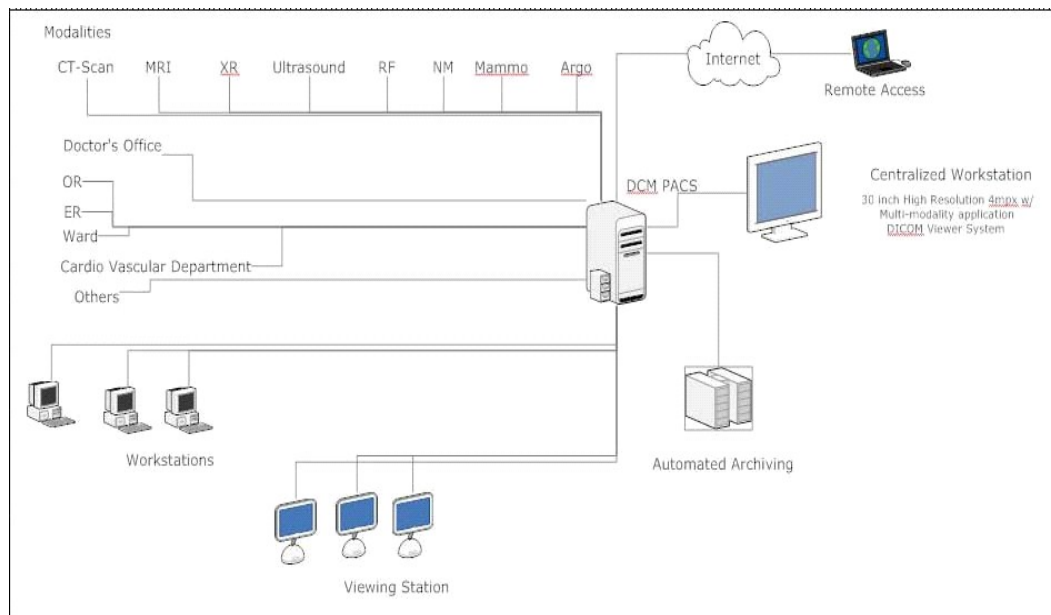 Modalities
CT-Scan MRI XR Ultrasound RF NM Mammo Argo
Internet
Remote Access
Doctor's Office
OR
ER
Ward
Cardio Vascular Department
Others
DCM PACS
Centralized Workstation
30 inch High Resolution 4mpx w/
Multi-modality application
DICOM Viewer System
Workstations
Automated Archiving
Viewing Station